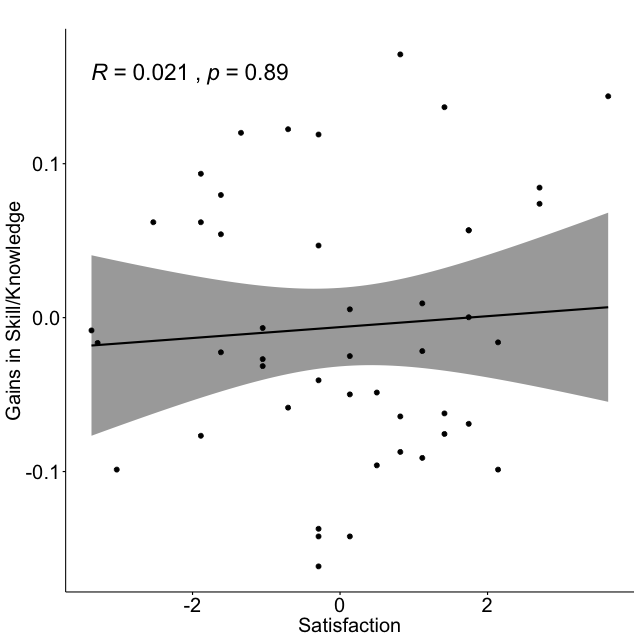 R = 0.021 , p = 0.89
0.1
0.0
-0.1
Gains in Skill/Knowledge
-2 0 2
Satisfaction